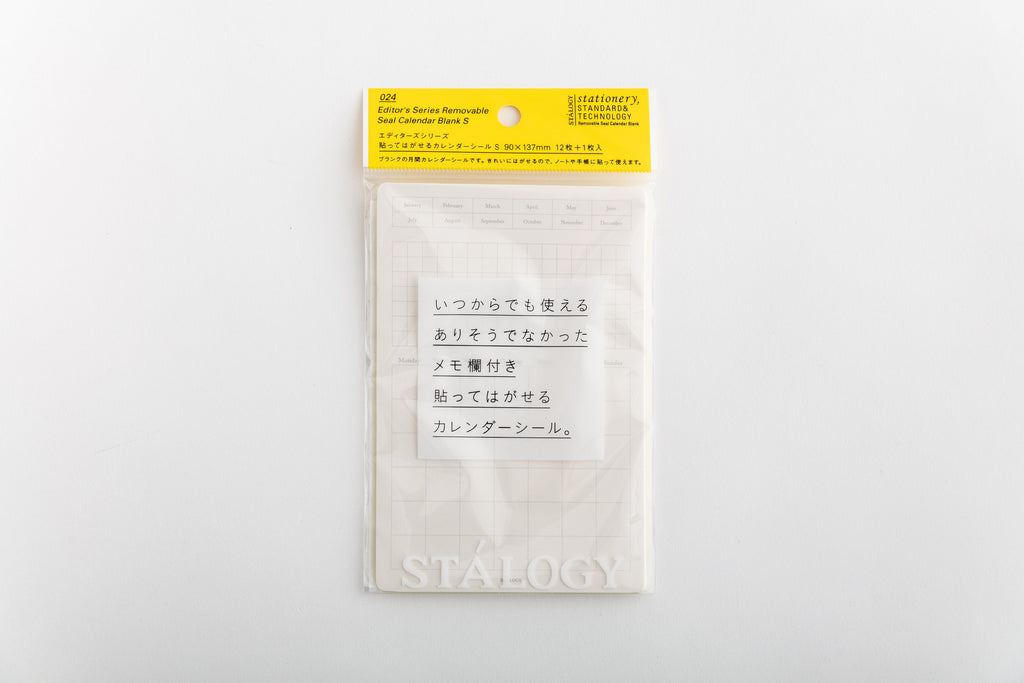 024
Editor's Series Removable
Seal Calendar Blank S
エディターズシリーズ
貼ってはがせるカレンダーシール S 90×137mm 12枚+1枚入
ブランクの月間カレンダーシールです。きれいにはがせるので、ノートや手帳に貼って使えます。
STÁLOGY
stationery,
STANDARD&
TECHNOLOGY
Removable Seal Calendar Blank
January February March April May June
July August September October November December
いつからでも使える
ありそうでなかった
メモ欄付き
貼ってはがせる
カレンダーシール。
Sunday
STÁLOGY